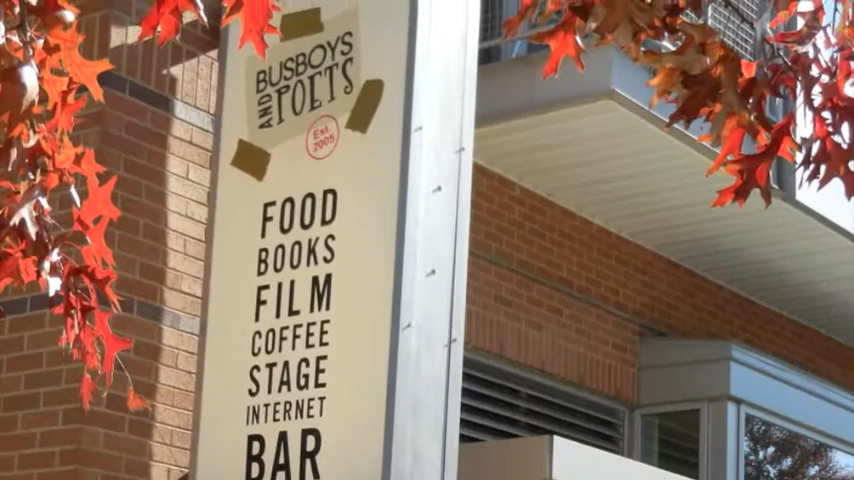 BUSBOYS
AND POETS
Est.
2005
FOOD
BOOKS
FILM
COFFEE
STAGE
INTERNET
BAR